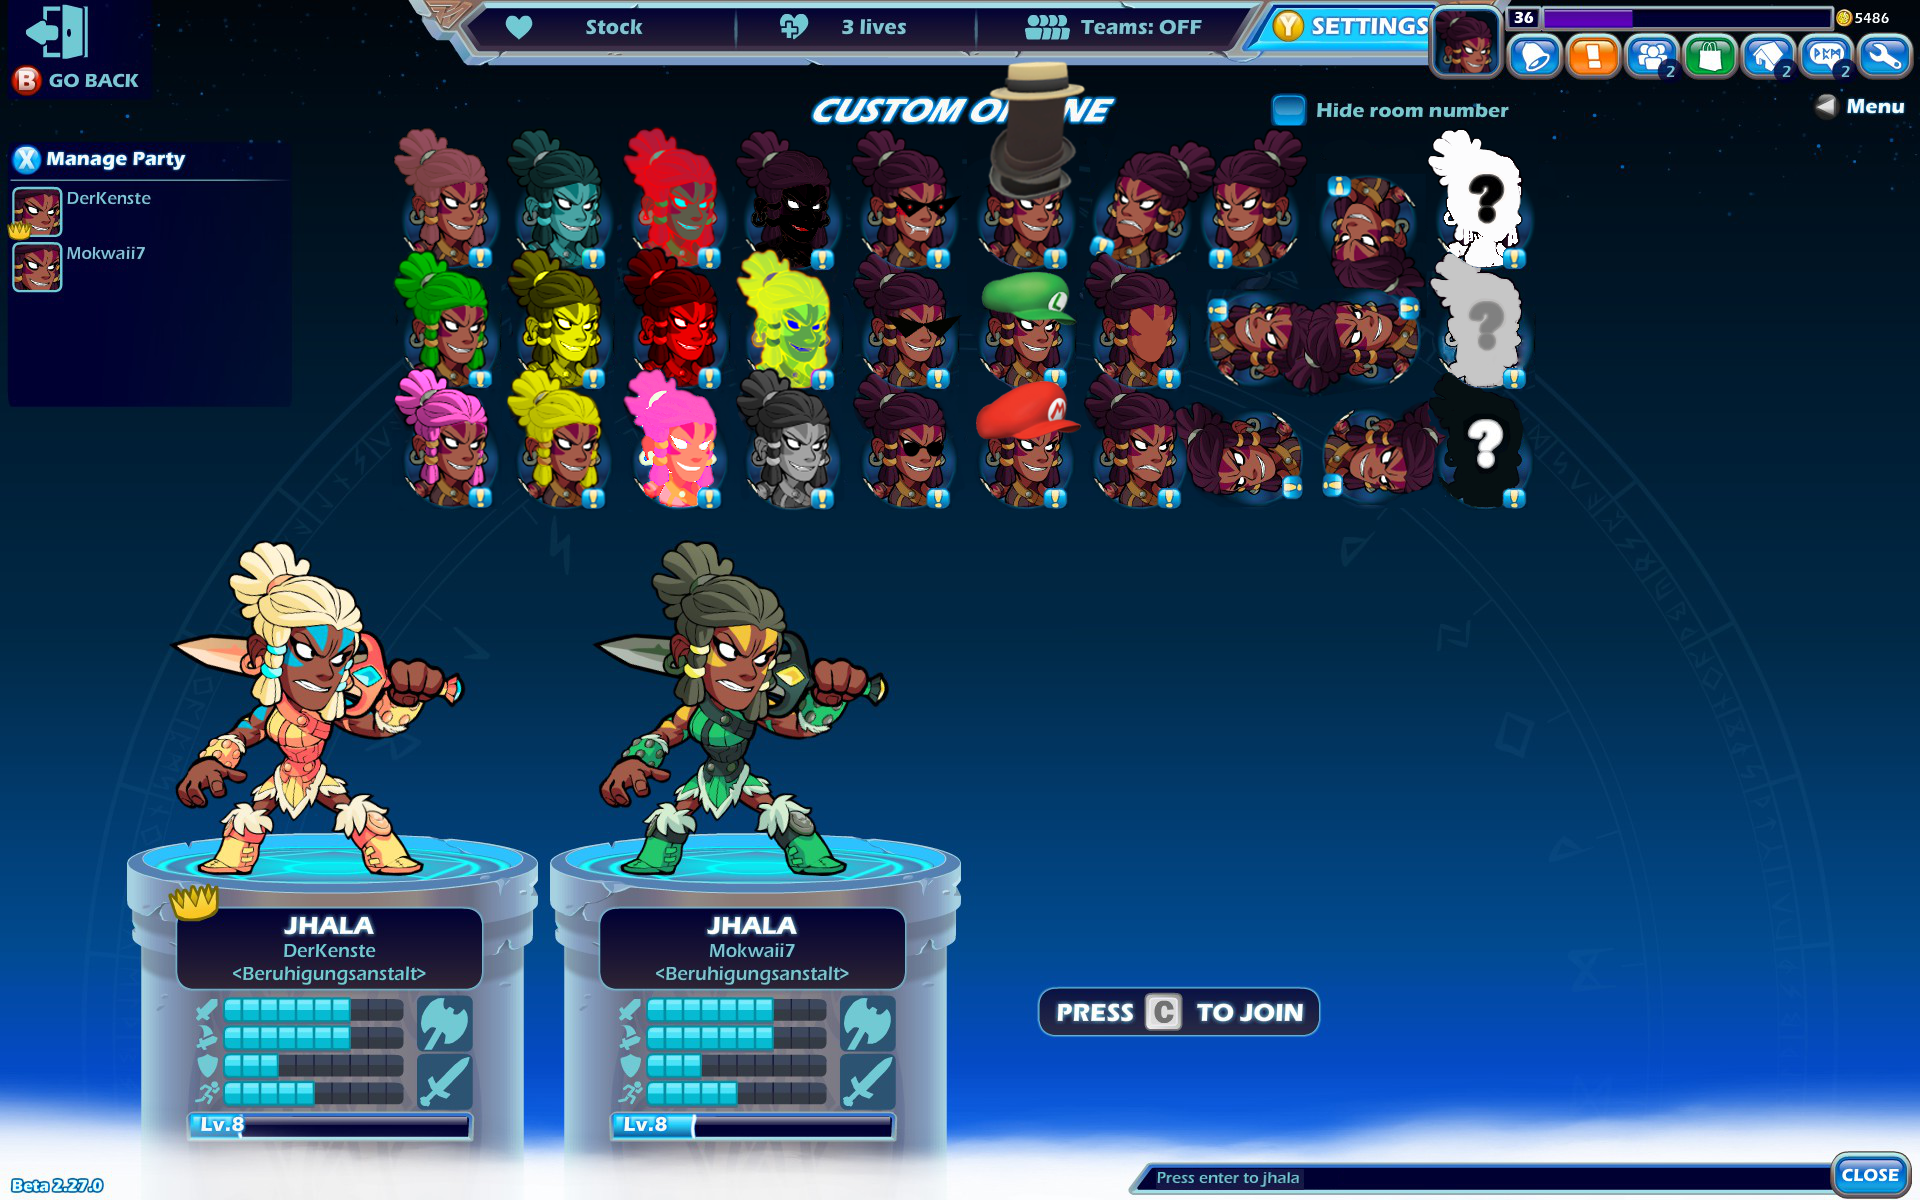 GO BACK
B
Stock
3 lives
Teams: OFF
Y SETTINGS
36
5486
2
2
2
Menu
CUSTOM
NE
Hide room number
X Manage Party
DerKenste
Mokwaii7
?
L
?
M
?
JHALA
DerKenste
<Beruhigungsanstalt>
Lv.8
JHALA
Mokwaii7
<Beruhigungsanstalt>
Lv.8
PRESS C TO JOIN
Beta 2.27.0
Press enter to jhala
CLOSE